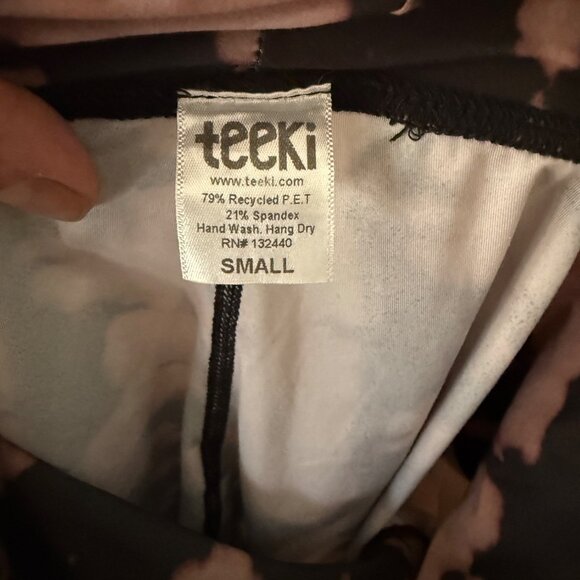 teeki
www.teeki.com
79% Recycled P.E.T
21% Spandex
Hand Wash. Hang Dry
RN# 132440
SMALL